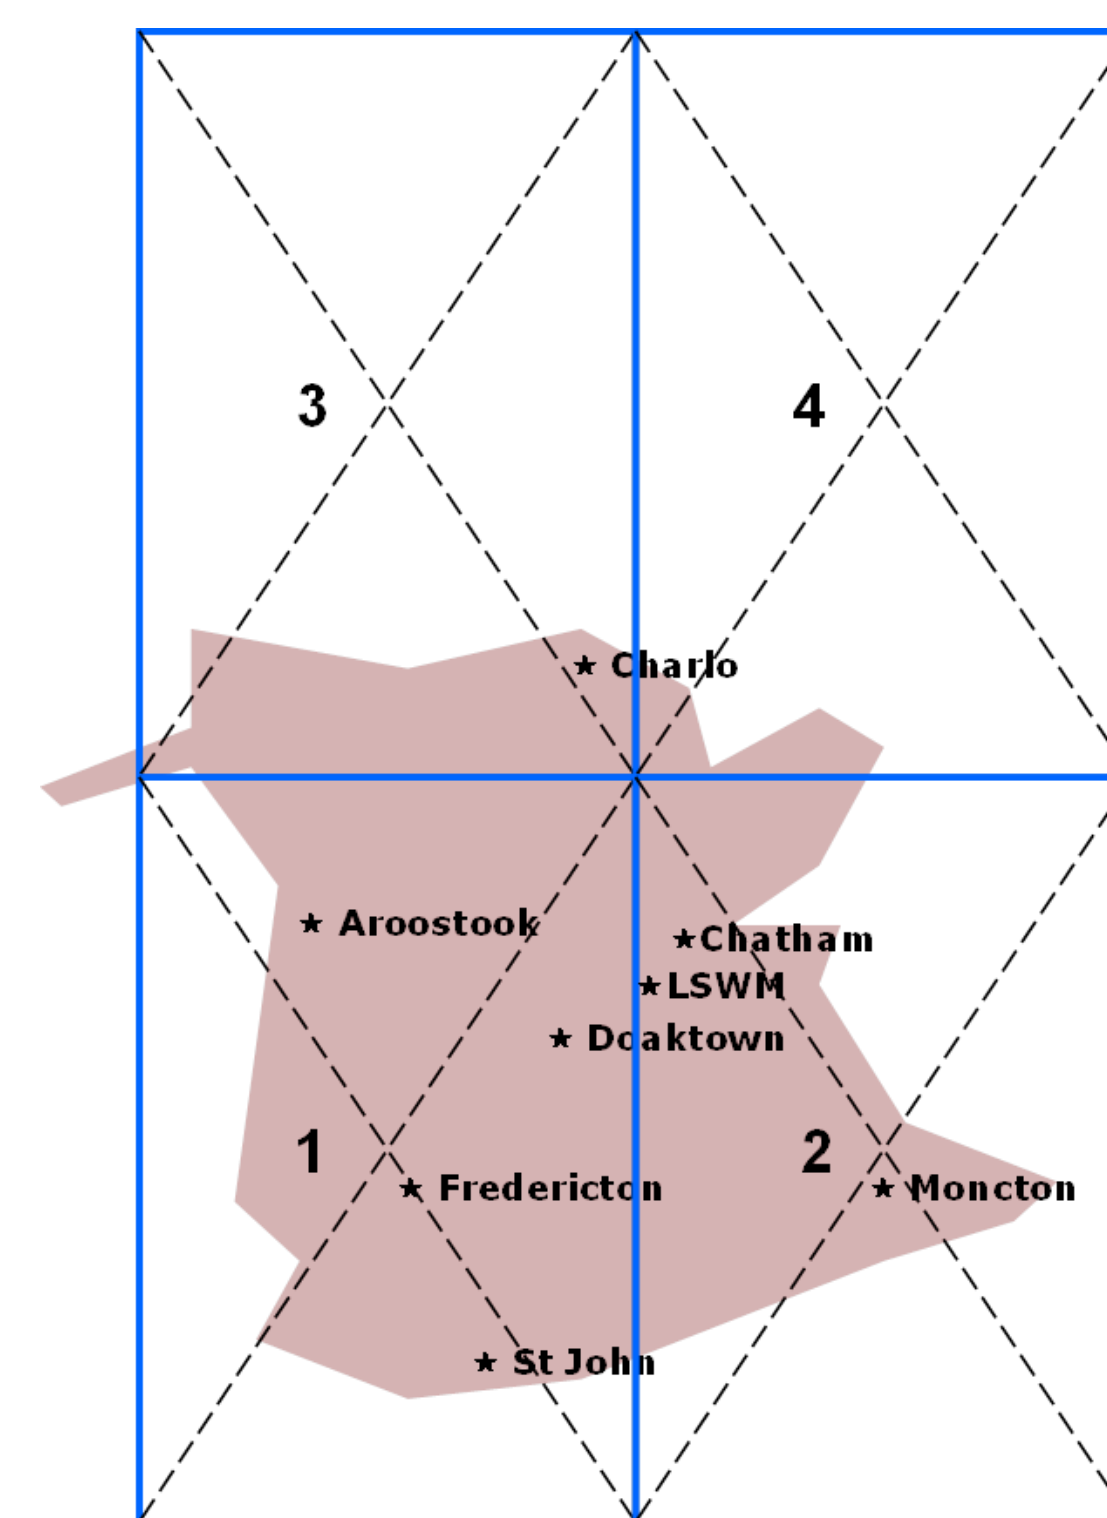 3
4
Charlo
Aroostook
Chatham
LSWM
Doaktown
1
2
Fredericton
Moncton
St John